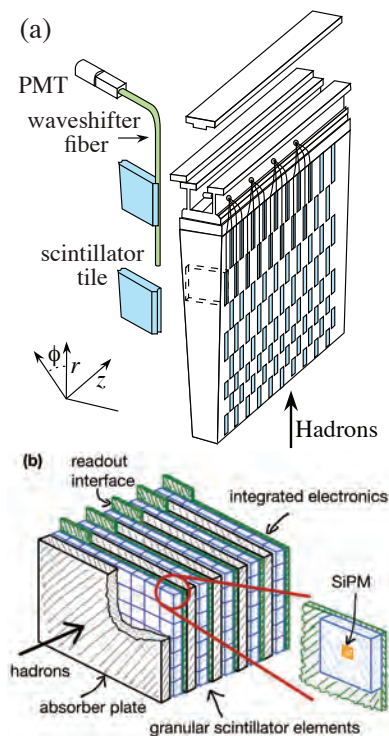 (a)
PMT
waveshifter
fiber
scintillator
tile
ϕ
r
z
Hadrons
(b)
readout
interface
integrated electronics
SiPM
hadrons
absorber plate
granular scintillator elements